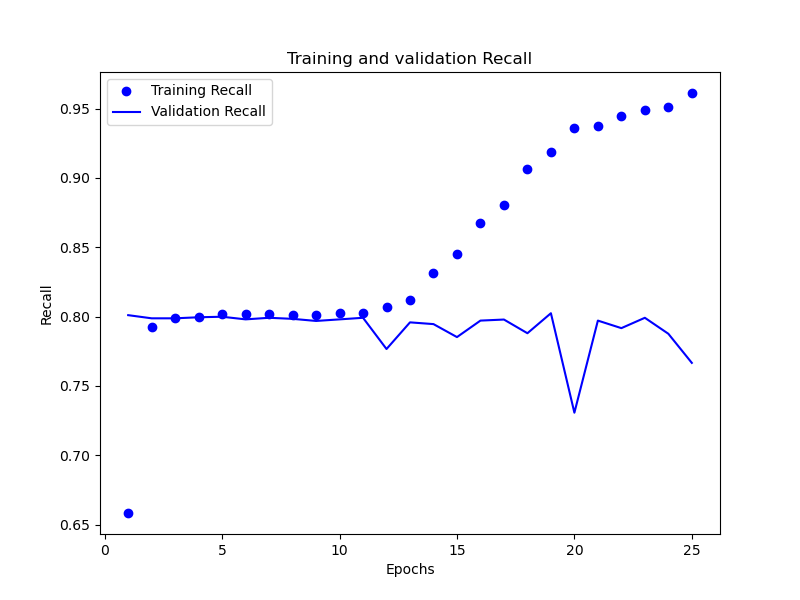 Training and validation Recall
Training Recall
Validation Recall
0.95
0.90
0.85
0.80
0.75
0.70
0.65
Recall
0
5
10
15
20
25
Epochs